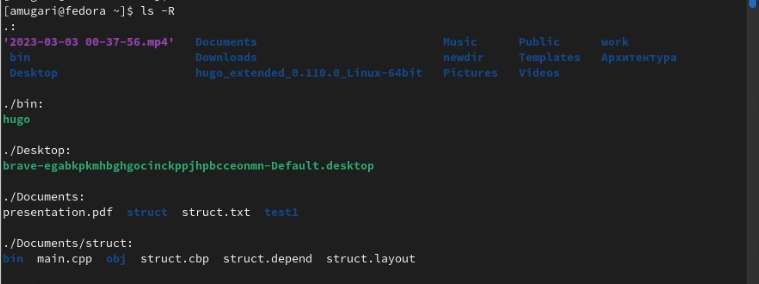 [amugari@fedora ~]$ ls -R
.:
'2023-03-03 00-37-56.mp4'   Documents                          Music      Public      work
 bin                        Downloads                          newdir     Templates   Архитектура
 Desktop                    hugo_extended_0.110.0_Linux-64bit  Pictures   Videos
./bin:
hugo
./Desktop:
brave-egabkpkmhbghgocinckppjhpbcceonmn-Default.desktop
./Documents:
presentation.pdf  struct  struct.txt  test1
./Documents/struct:
bin  main.cpp  obj  struct.cbp  struct.depend  struct.layout